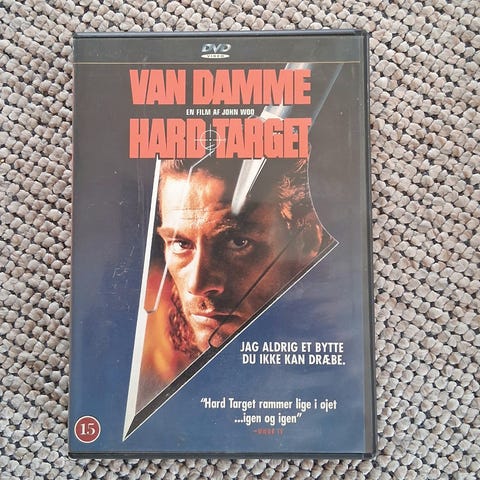 DVD
VIDEO
VAN DAMME
EN FILM AF JOHN WOO
HARD TARGET
JAG ALDRIG ET BYTTE
DU IKKE KAN DRÆBE.
"Hard Target rammer lige i øjet
...igen og igen"
15